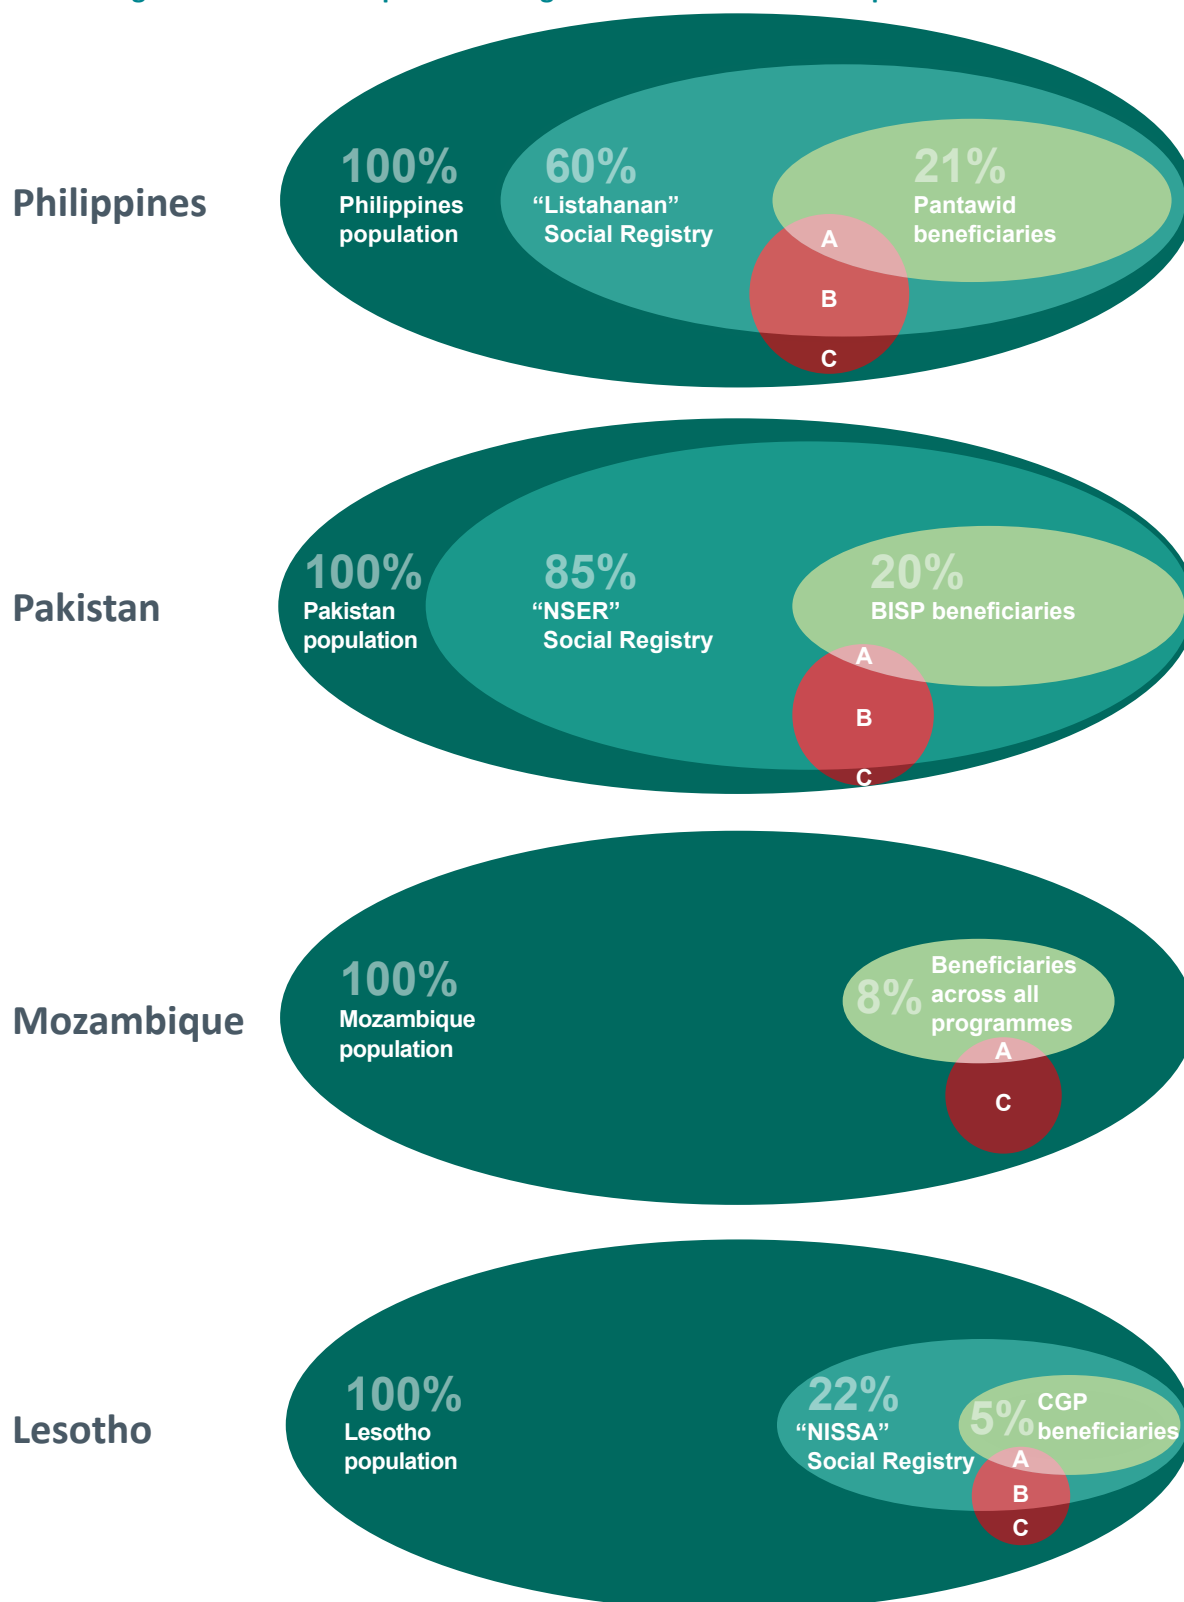 Philippines
100%
Philippines
population
60%
“Listahanan”
Social Registry
21%
Pantawid
beneficiaries
A
B
C
Pakistan
100%
Pakistan
population
85%
“NSER”
Social Registry
20%
BISP beneficiaries
A
B
C
Mozambique
100%
Mozambique
population
8%
Beneficiaries
across all
programmes
A
C
Lesotho
100%
Lesotho
population
22%
“NISSA”
Social Registry
5%
CGP
beneficiaries
A
B
C